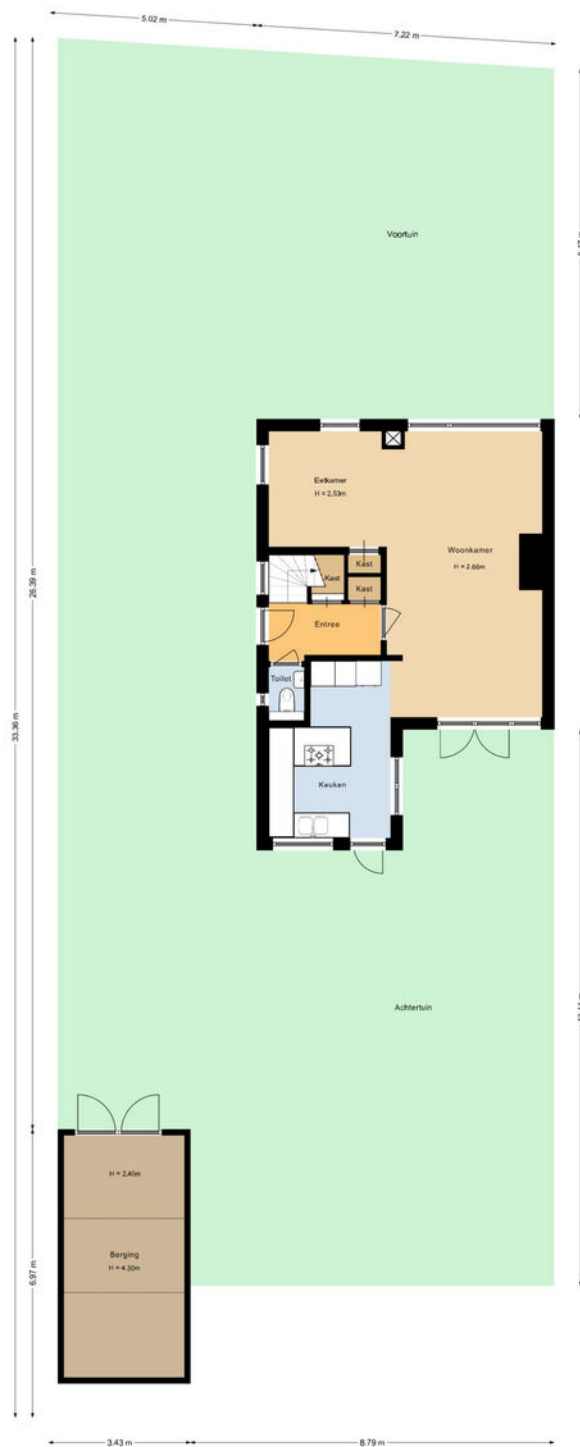 5.02 m
7.22 m
Voortuin
Eetkamer
H = 2.53m
Woonkamer
H = 2.66m
Kast
Kast
Kast
Entree
Toilet
Keuken
26.39 m
33.36 m
Achtertuin
H = 2.40m
Berging
H = 4.30m
6.97 m
3.43 m
8.79 m